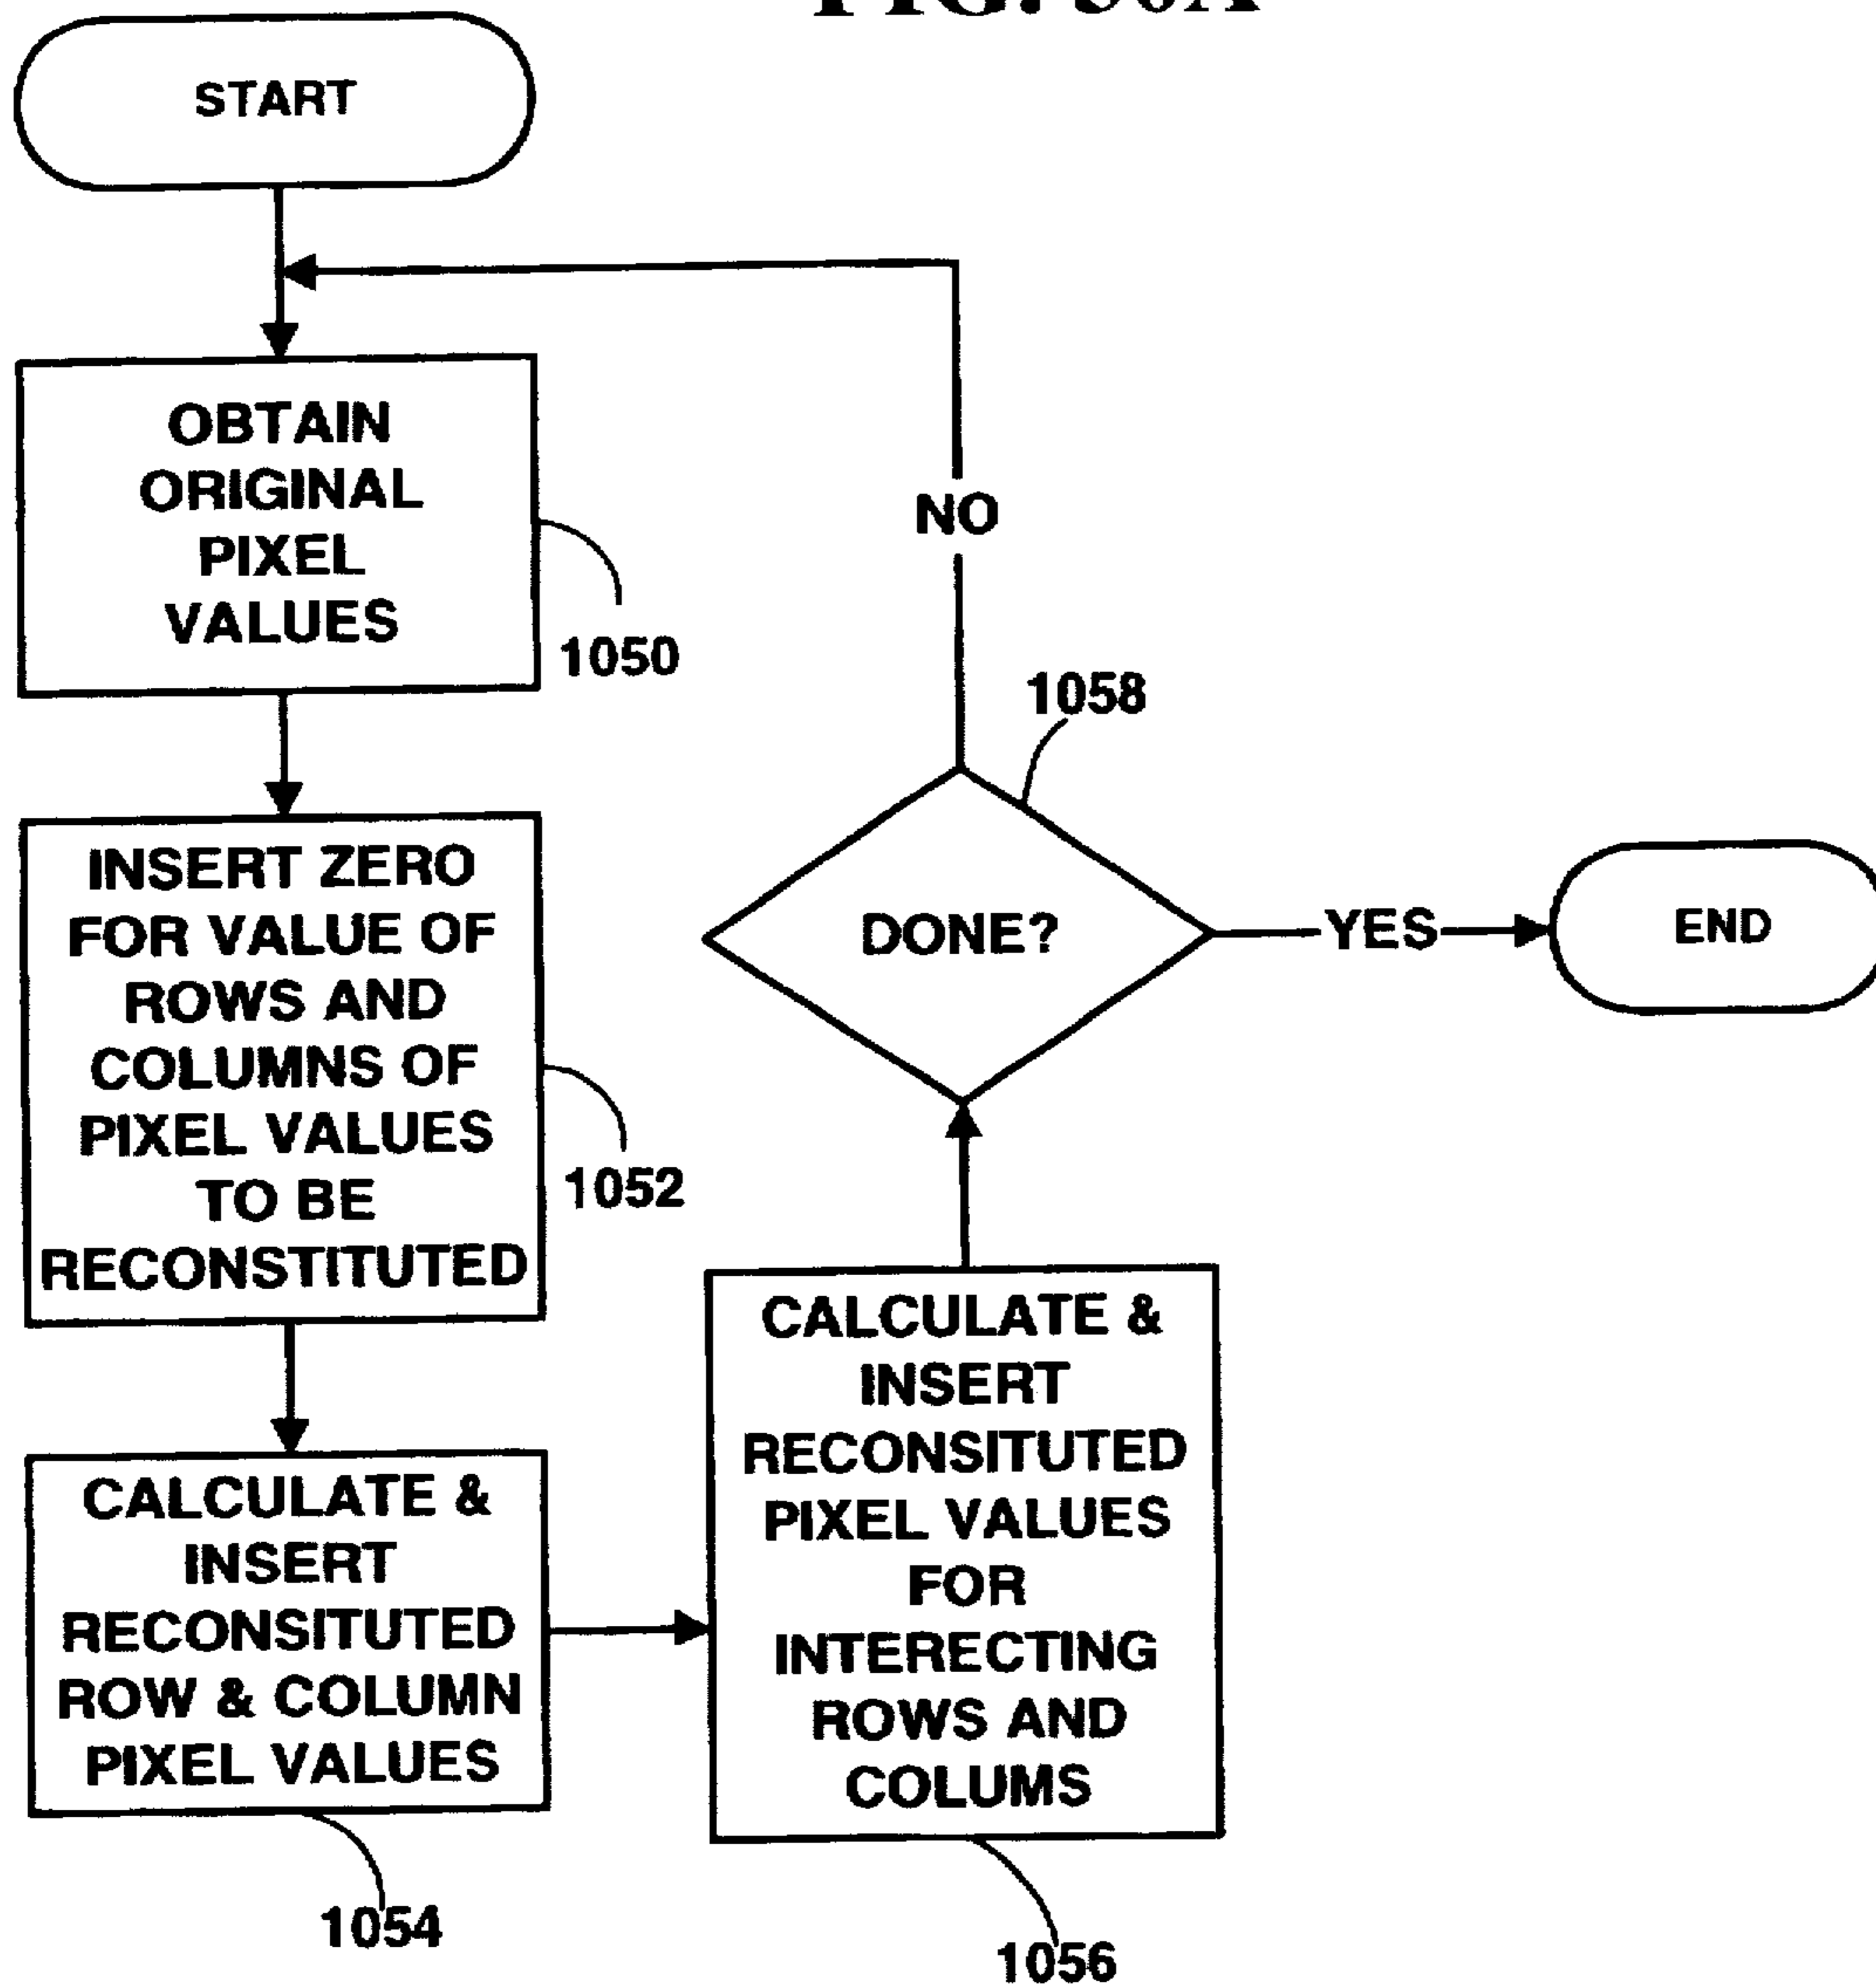 START
OBTAIN
ORIGINAL
PIXEL
VALUES
1050
INSERT ZERO
FOR VALUE OF
ROWS AND
COLUMNS OF
PIXEL VALUES
TO BE
RECONSTITUTED
1052
CALCULATE &
INSERT
RECONSITUTED
ROW & COLUMN
PIXEL VALUES
1054
CALCULATE &
INSERT
RECONSITUTED
PIXEL VALUES
FOR
INTERECTING
ROWS AND
COLUMS
1056
DONE?
1058
NO
YES
END